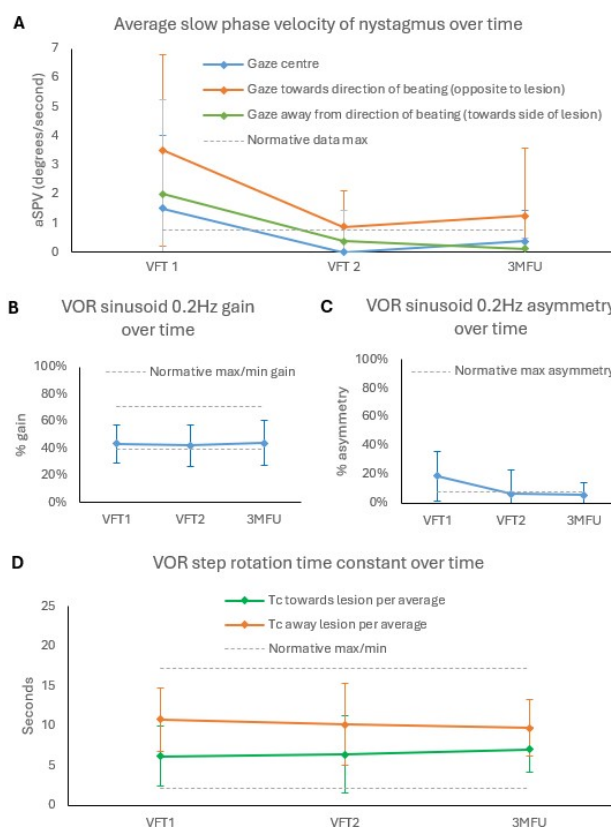 A
Average slow phase velocity of nystagmus over time
aSPV (degrees/second)
7
6
5
4
3
2
1
0
Gaze centre
Gaze towards direction of beating (opposite to lesion)
Gaze away from direction of beating (towards side of lesion)
Normative data max
VFT 1
VFT 2
3MFU
B
VOR sinusoid 0.2Hz gain
over time
% gain
100%
80%
60%
40%
20%
0%
Normative max/min gain
VFT1
VFT2
3MFU
C
VOR sinusoid 0.2Hz asymmetry
over time
% asymmetry
100%
80%
60%
40%
20%
0%
Normative max asymmetry
VFT1
VFT2
3MFU
D
VOR step rotation time constant over time
Seconds
25
20
15
10
5
0
Tc towards lesion per average
Tc away lesion per average
Normative max/min
VFT1
VFT2
3MFU